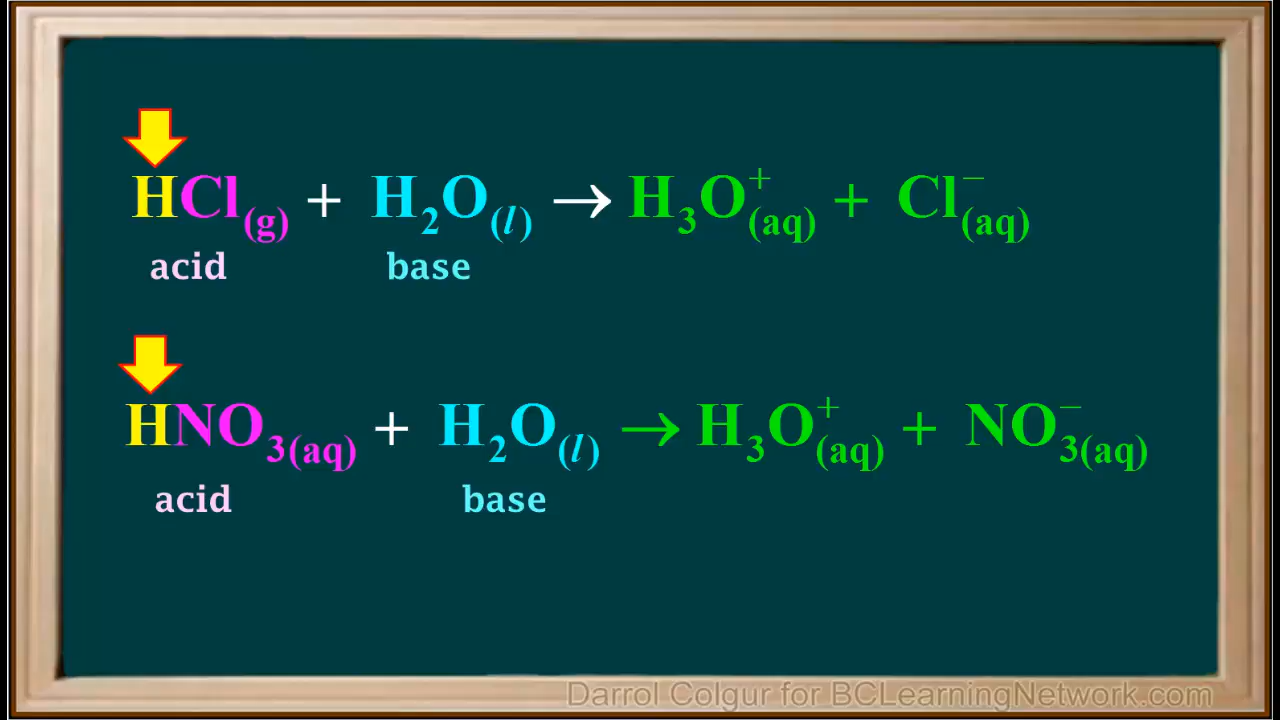 HCl(g) + H₂O(l) → H₃O⁺(aq) + Cl⁻(aq)
acid base
HNO₃(aq) + H₂O(l) → H₃O⁺(aq) + NO₃⁻(aq)
acid base
Darrol Colgur for BCLearningNetwork.com